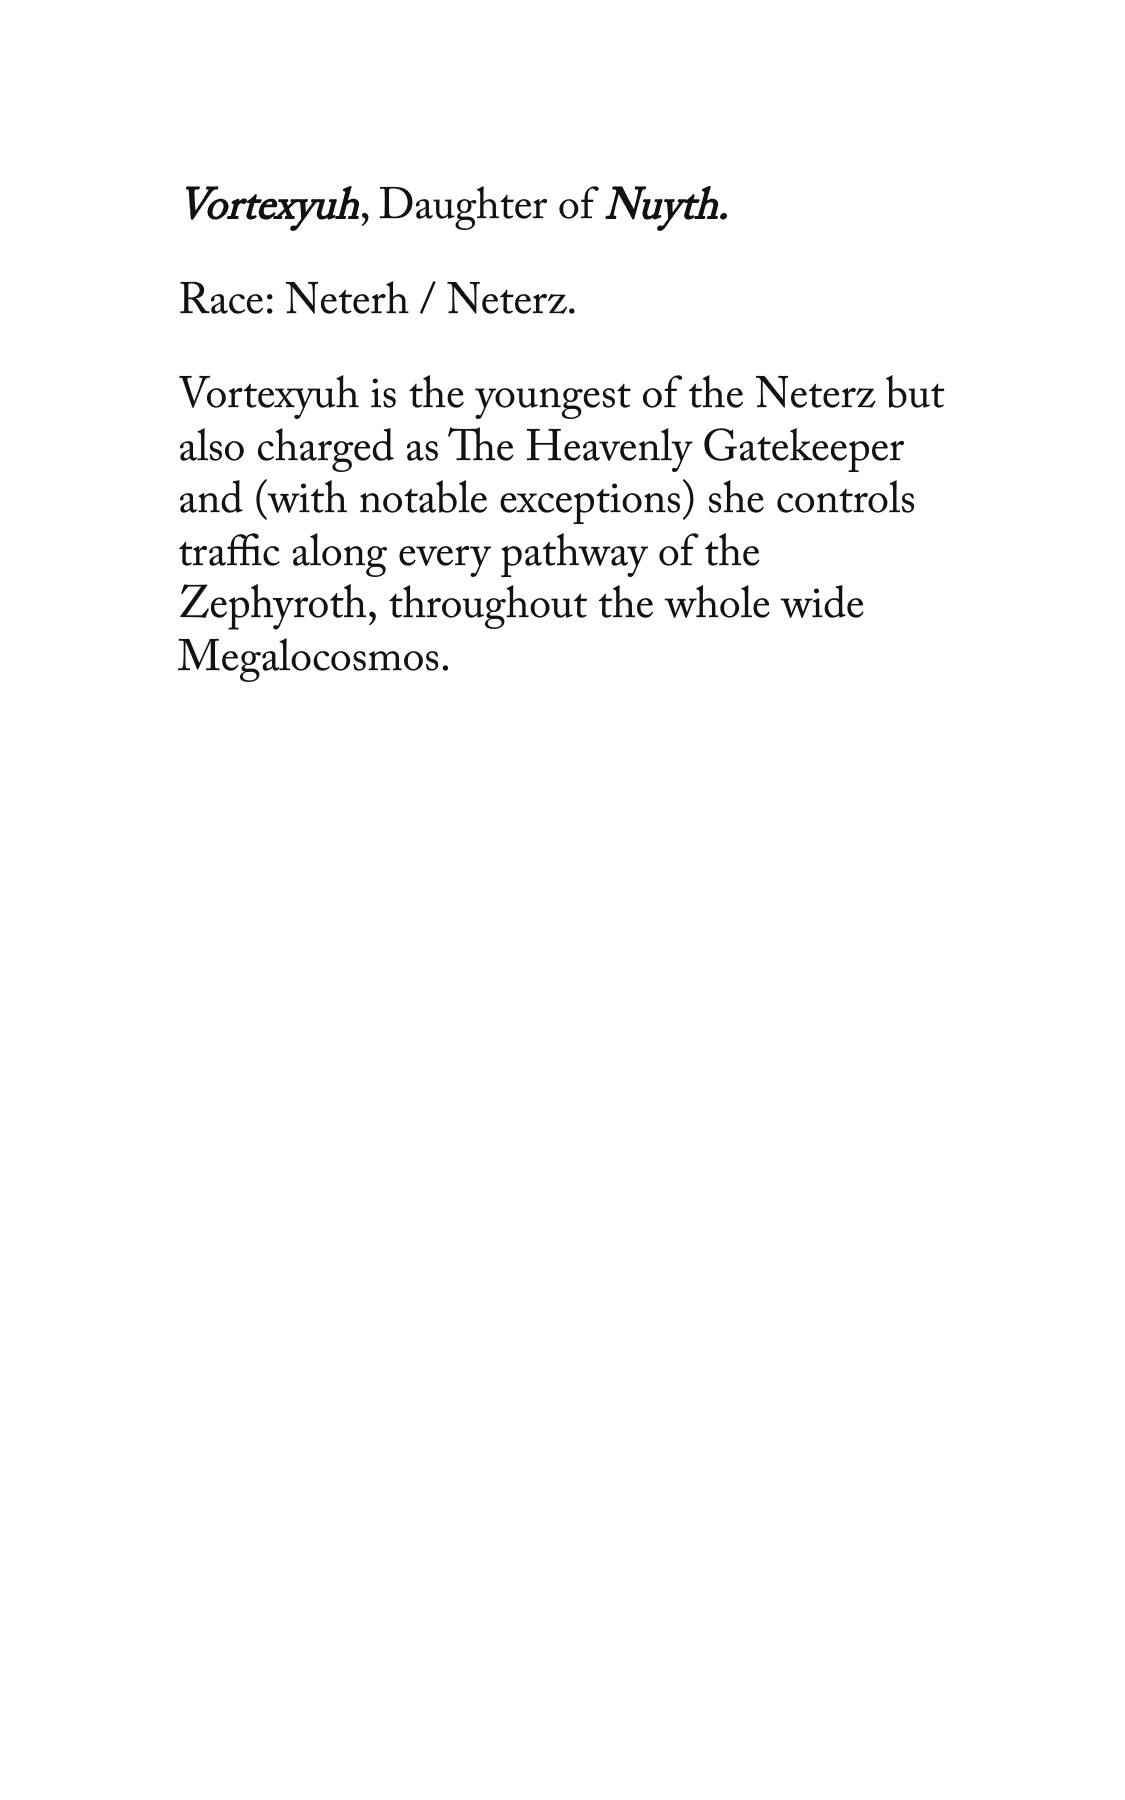 Vortexyuh, Daughter of Nuyth.
Race: Neterh / Neterz.
Vortexyuh is the youngest of the Neterz but
also charged as The Heavenly Gatekeeper
and (with notable exceptions) she controls
traffic along every pathway of the
Zephyroth, throughout the whole wide
Megalocosmos.